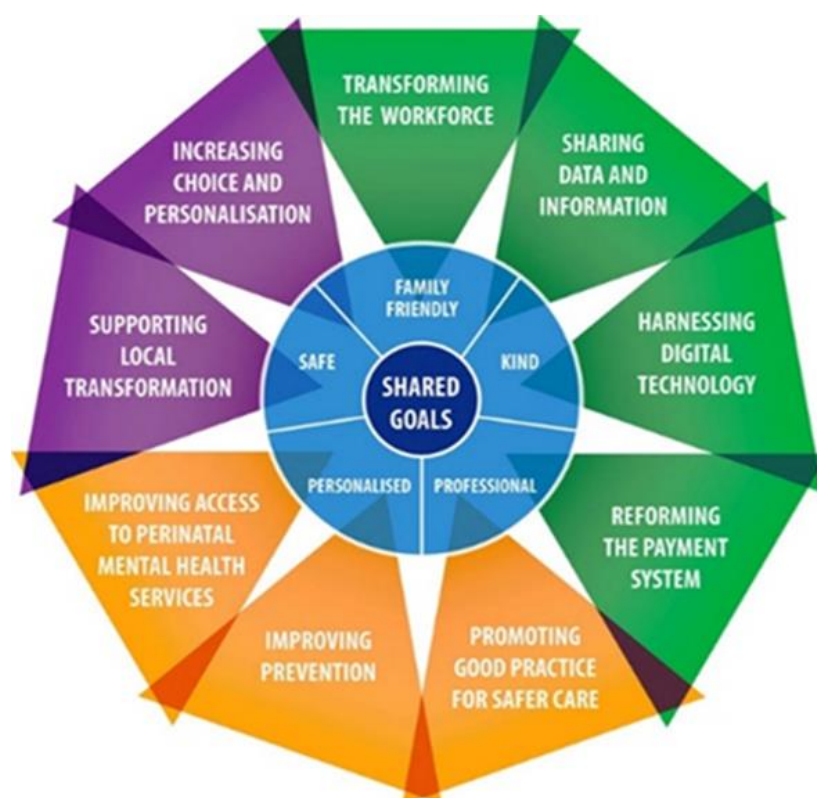 TRANSFORMING
THE WORKFORCE
SHARING
DATA AND
INFORMATION
HARNESSING
DIGITAL
TECHNOLOGY
REFORMING
THE PAYMENT
SYSTEM
PROMOTING
GOOD PRACTICE
FOR SAFER CARE
IMPROVING
PREVENTION
IMPROVING ACCESS
TO PERINATAL
MENTAL HEALTH
SERVICES
SUPPORTING
LOCAL
TRANSFORMATION
INCREASING
CHOICE AND
PERSONALISATION
FAMILY
FRIENDLY
KIND
PROFESSIONAL
PERSONALISED
SAFE
SHARED
GOALS